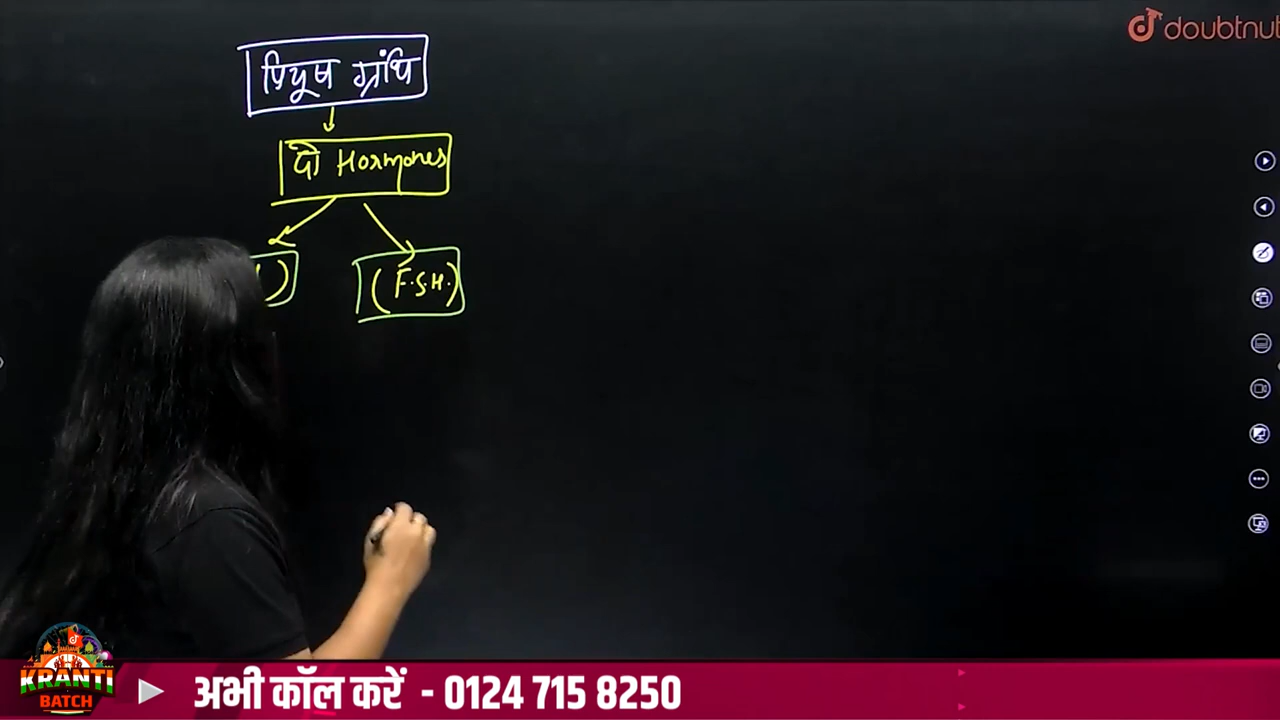 doubtnut
पियूष ग्रंथि
दो Hormones
(F.S.H.)
KRANTI
BATCH
अभी कॉल करें - 0124 715 8250